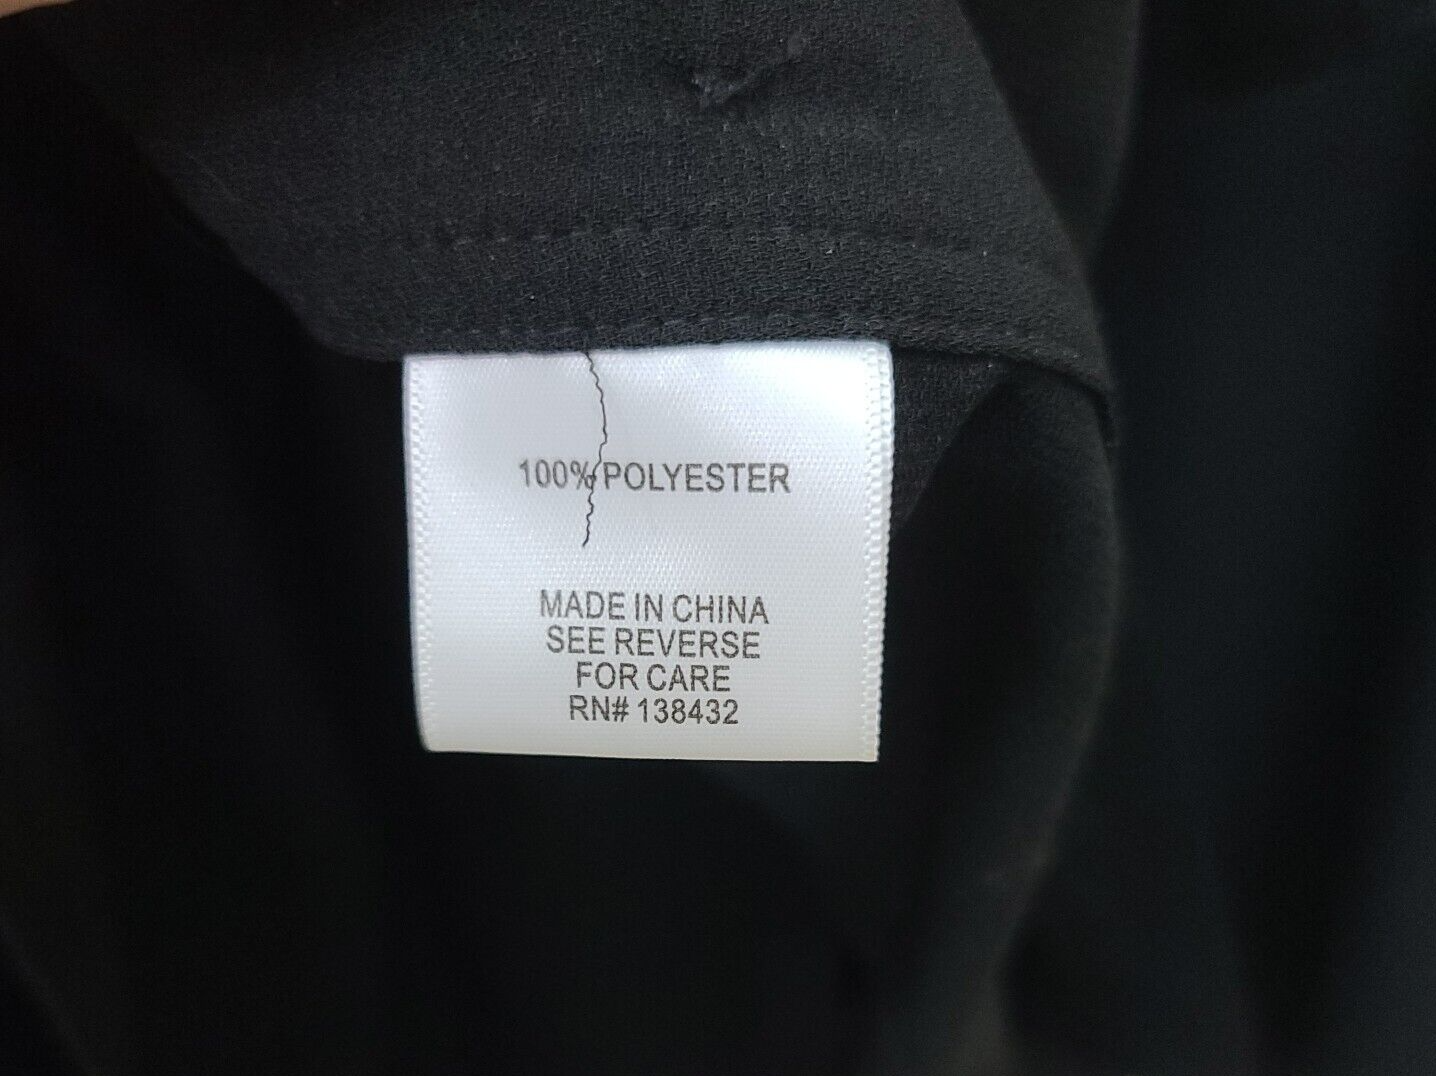 100% POLYESTER
MADE IN CHINA
SEE REVERSE
FOR CARE
RN# 138432